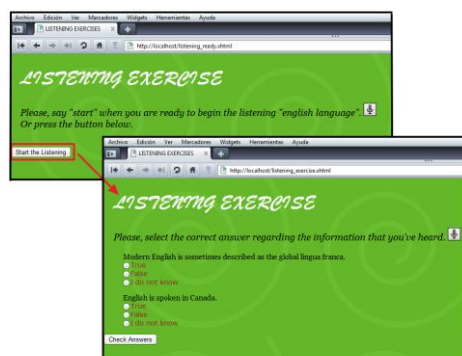 Archivo Edición Ver Marcadores Widgets Herramientas Ayuda
LISTENING EXERCISES
http://localhost/listening_ready.xhtml
LISTENING EXERCISE
Please, say "start" when you are ready to begin the listening "english language".
Or press the button below.
Start the Listening
Archivo Edición Ver Marcadores Widgets Herramientas Ayuda
LISTENING EXERCISES
http://localhost/listening_exercise.xhtml
LISTENING EXERCISE
Please, select the correct answer regarding the information that you've heard.
Modern English is sometimes described as the global lingua franca.
True
False
I do not know
English is spoken in Canada.
True
False
I do not know
Check Answers